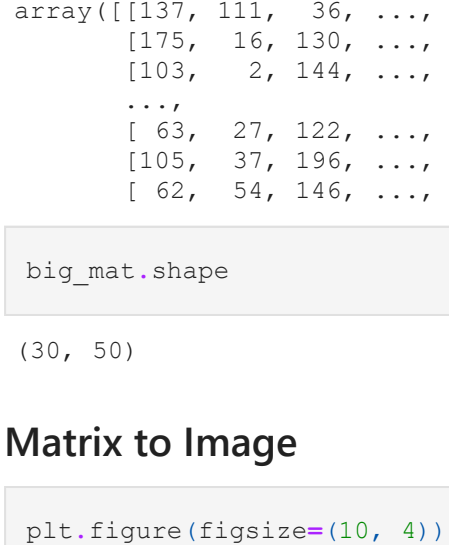 array([[137, 111, 36, ...,
[175, 16, 130, ...,
[103, 2, 144, ...,
...,
[ 63, 27, 122, ...,
[105, 37, 196, ...,
[ 62, 54, 146, ...,
big_mat.shape
(30, 50)
Matrix to Image
plt.figure(figsize=(10, 4))